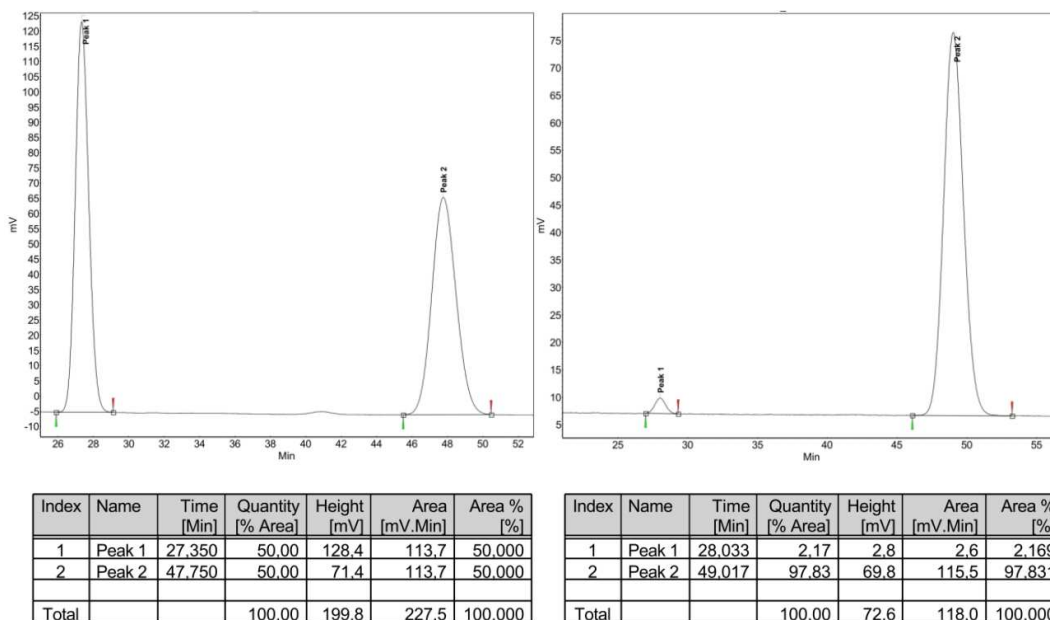 125
120
115
110
105
100
95
90
85
80
75
70
65
60
55
50
45
40
35
30
25
20
15
10
5
0
-5
-10
mV
Peak 1
Peak 2
26 28 30 32 34 36 38 40 42 44 46 48 50 52
Min
75
70
65
60
55
50
45
40
35
30
25
20
15
10
5
mV
Peak 1
Peak 2
25 30 35 40 45 50 55
Min
Index Name Time [Min] Quantity [% Area] Height [mV] Area [mV.Min] Area % [%]
1 Peak 1 27,350 50,00 128,4 113,7 50,000
2 Peak 2 47,750 50,00 71,4 113,7 50,000
Total 100,00 199,8 227,5 100,000
Index Name Time [Min] Quantity [% Area] Height [mV] Area [mV.Min] Area % [%]
1 Peak 1 28,033 2,17 2,8 2,6 2,169
2 Peak 2 49,017 97,83 69,8 115,5 97,831
Total 100,00 72,6 118,0 100,000